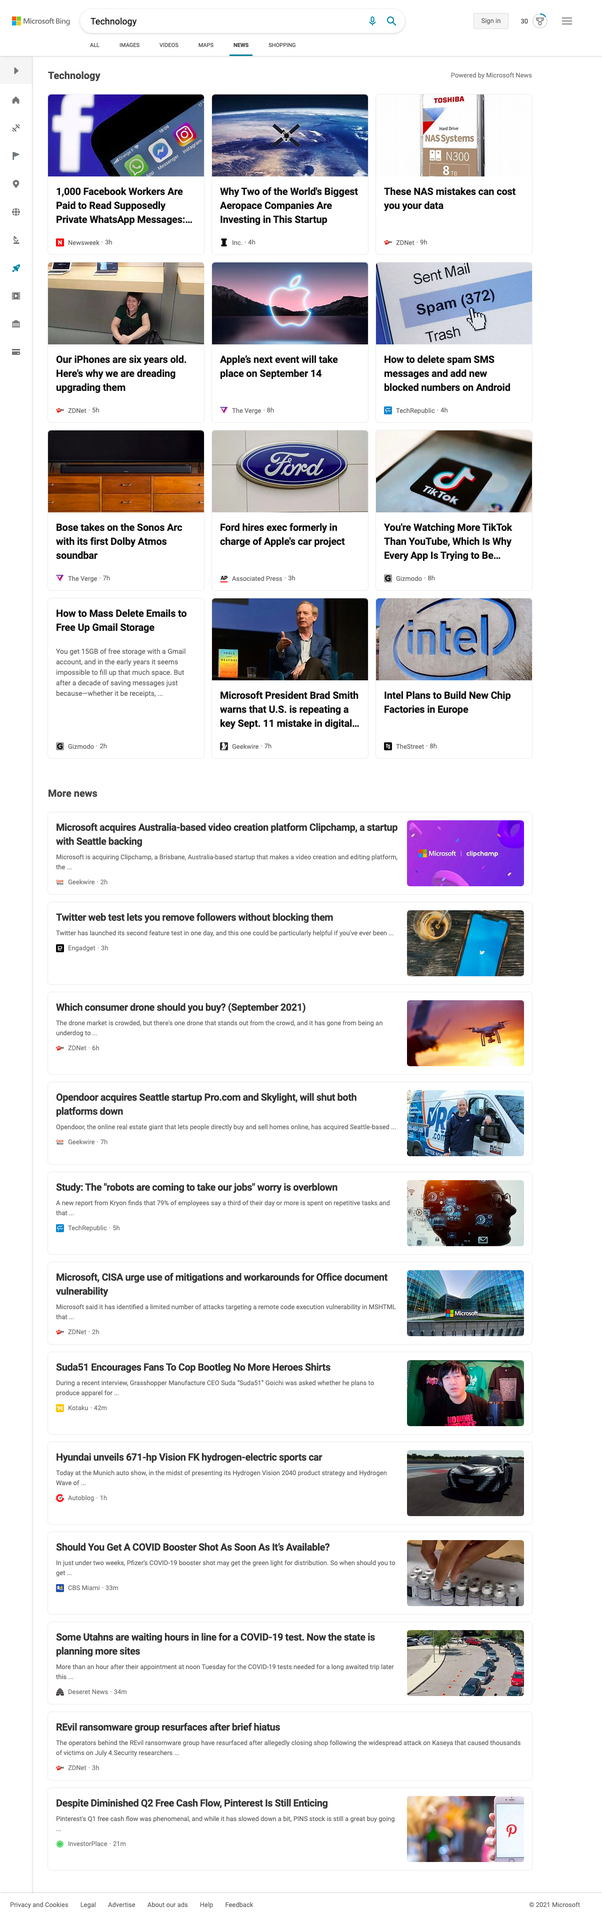 Microsoft Bing
Technology
Sign in
30
ALL
IMAGES
VIDEOS
MAPS
NEWS
SHOPPING
Technology
Powered by Microsoft News
WhatsApp
Messenger
Instagram
1,000 Facebook Workers Are
Paid to Read Supposedly
Private WhatsApp Messages:...
Newsweek · 3h
Why Two of the World's Biggest
Aeropace Companies Are
Investing in This Startup
Inc. · 4h
TOSHIBA
Hard Drive
NAS Systems
N300
8 TB
These NAS mistakes can cost
you your data
ZDNet · 9h
Our iPhones are six years old.
Here's why we are dreading
upgrading them
ZDNet · 5h
Apple's next event will take
place on September 14
The Verge · 8h
Sent Mail
Spam (372)
Trash
How to delete spam SMS
messages and add new
blocked numbers on Android
TechRepublic · 4h
Bose takes on the Sonos Arc
with its first Dolby Atmos
soundbar
The Verge · 7h
Ford
Ford hires exec formerly in
charge of Apple's car project
AP
Associated Press · 3h
TikTok
You're Watching More TikTok
Than YouTube, Which Is Why
Every App Is Trying to Be...
Gizmodo · 8h
How to Mass Delete Emails to
Free Up Gmail Storage
You get 15GB of free storage with a Gmail
account, and in the early years it seems
impossible to fill up that much space. But
after a decade of saving messages just
because—whether it be receipts, ...
Gizmodo · 2h
Microsoft President Brad Smith
warns that U.S. is repeating a
key Sept. 11 mistake in digital...
Geekwire · 7h
intel
Intel Plans to Build New Chip
Factories in Europe
TheStreet · 8h
More news
Microsoft acquires Australia-based video creation platform Clipchamp, a startup
with Seattle backing
Microsoft is acquiring Clipchamp, a Brisbane, Australia-based startup that makes a video creation and editing platform,
the ...
Geekwire · 2h
Microsoft | clipchamp
Twitter web test lets you remove followers without blocking them
Twitter has launched its second feature test in one day, and this one could be particularly helpful if you've ever been ...
Engadget · 3h
Which consumer drone should you buy? (September 2021)
The drone market is crowded, but there's one drone that stands out from the crowd, and it has gone from being an
underdog to ...
ZDNet · 6h
Opendoor acquires Seattle startup Pro.com and Skylight, will shut both
platforms down
Opendoor, the online real estate giant that lets people directly buy and sell homes online, has acquired Seattle-based ...
Geekwire · 7h
Study: The "robots are coming to take our jobs" worry is overblown
A new report from Kryon finds that 79% of employees say a third of their day or more is spent on repetitive tasks and
that ...
TechRepublic · 5h
Microsoft, CISA urge use of mitigations and workarounds for Office document
vulnerability
Microsoft said it has identified a limited number of attacks targeting a remote code execution vulnerability in MSHTML
that ...
ZDNet · 2h
Microsoft
Suda51 Encourages Fans To Cop Bootleg No More Heroes Shirts
During a recent interview, Grasshopper Manufacture CEO Suda "Suda51" Goichi was asked whether he plans to
produce apparel for ...
Kotaku · 42m
Hyundai unveils 671-hp Vision FK hydrogen-electric sports car
Today at the Munich auto show, in the midst of presenting its Hydrogen Vision 2040 product strategy and Hydrogen
Wave of ...
Autoblog · 1h
Should You Get A COVID Booster Shot As Soon As It's Available?
In just under two weeks, Pfizer's COVID-19 booster shot may get the green light for distribution. So when should you to
get ...
CBS Miami · 33m
Some Utahns are waiting hours in line for a COVID-19 test. Now the state is
planning more sites
More than an hour after their appointment at noon Tuesday for the COVID-19 tests needed for a long awaited trip later
this ...
Deseret News · 34m
REvil ransomware group resurfaces after brief hiatus
The operators behind the REvil ransomware group have resurfaced after allegedly closing shop following the widespread attack on Kaseya that caused thousands
of victims on July 4.Security researchers ...
ZDNet · 3h
Despite Diminished Q2 Free Cash Flow, Pinterest Is Still Enticing
Pinterest's Q1 free cash flow was phenomenal, and while it has slowed down a bit, PINS stock is still a great buy going
...
InvestorPlace · 21m
Privacy and Cookies
Legal
Advertise
About our ads
Help
Feedback
© 2021 Microsoft